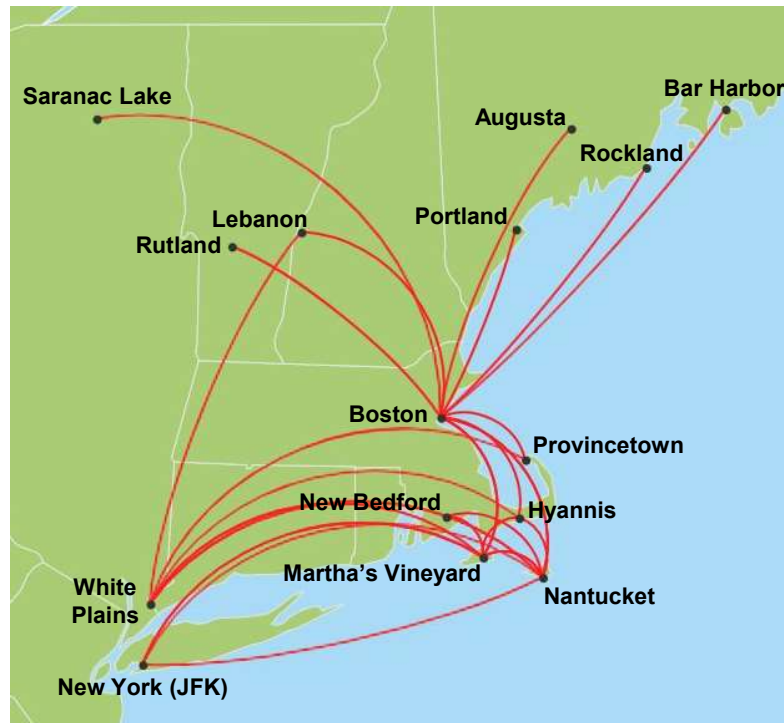 Bar Harbor
Saranac Lake
Augusta
Rockland
Portland
Lebanon
Rutland
Boston
Provincetown
New Bedford
Hyannis
Martha's Vineyard
White
Plains
Nantucket
New York (JFK)